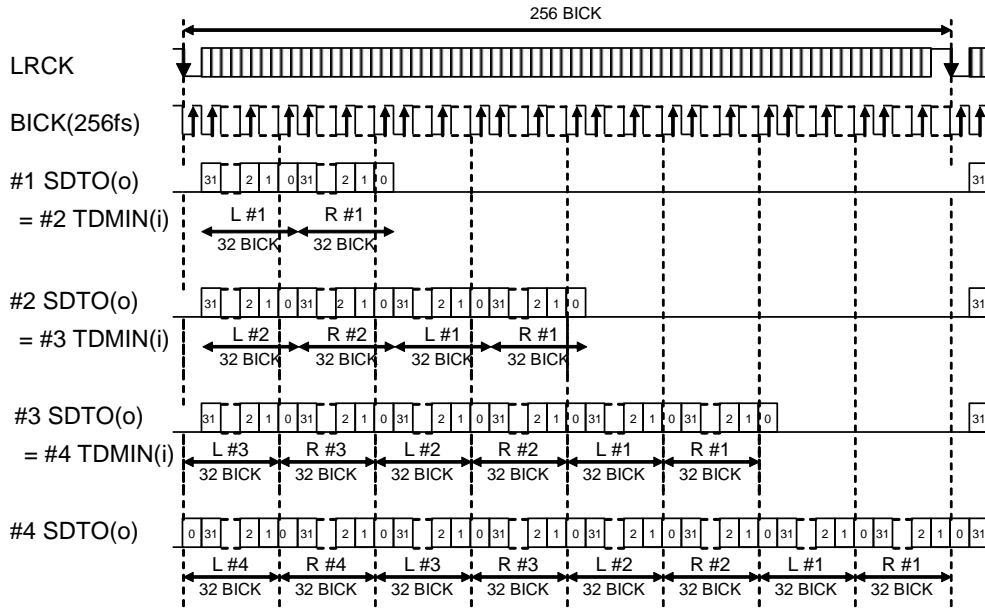 256 BICK
LRCK
BICK(256fs)
#1 SDTO(o)
31 2 1 0 31 2 1 0 31
= #2 TDMIN(i)
L #1 R #1
32 BICK 32 BICK
#2 SDTO(o)
31 2 1 0 31 2 1 0 31 2 1 0 31 2 1 0 31
= #3 TDMIN(i)
L #2 R #2 L #1 R #1
32 BICK 32 BICK 32 BICK 32 BICK
#3 SDTO(o)
31 2 1 0 31 2 1 0 31 2 1 0 31 2 1 0 31 2 1 0 31 2 1 0 31
= #4 TDMIN(i)
L #3 R #3 L #2 R #2 L #1 R #1
32 BICK 32 BICK 32 BICK 32 BICK 32 BICK 32 BICK
#4 SDTO(o)
0 31 2 1 0 31 2 1 0 31 2 1 0 31 2 1 0 31 2 1 0 31 2 1 0 31 2 1 0 31 2 1 0 31
L #4 R #4 L #3 R #3 L #2 R #2 L #1 R #1
32 BICK 32 BICK 32 BICK 32 BICK 32 BICK 32 BICK 32 BICK 32 BICK